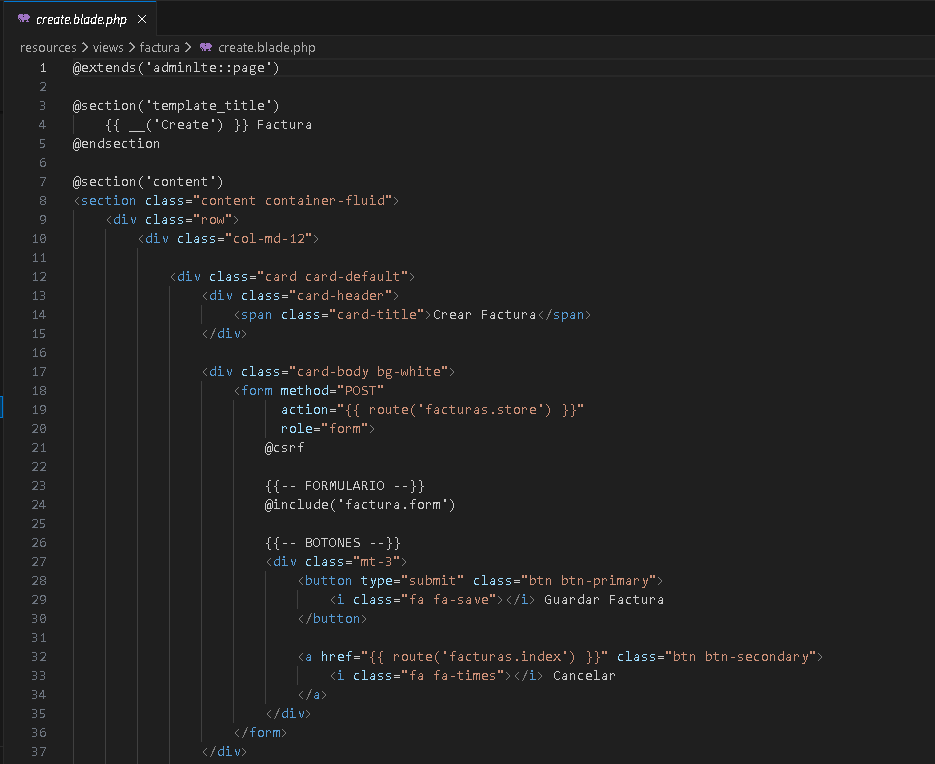 create.blade.php
resources > views > factura > create.blade.php
1 @extends('adminlte::page')
2
3 @section('template_title')
4     {{ __('Create') }} Factura
5 @endsection
6
7 @section('content')
8 <section class="content container-fluid">
9     <div class="row">
10         <div class="col-md-12">
11
12             <div class="card card-default">
13                 <div class="card-header">
14                     <span class="card-title">Crear Factura</span>
15                 </div>
16
17                 <div class="card-body bg-white">
18                     <form method="POST"
19                           action="{{ route('facturas.store') }}"
20                           role="form">
21                         @csrf
22
23                         {{-- FORMULARIO --}}
24                         @include('factura.form')
25
26                         {{-- BOTONES --}}
27                         <div class="mt-3">
28                             <button type="submit" class="btn btn-primary">
29                                 <i class="fa fa-save"></i> Guardar Factura
30                             </button>
31
32                             <a href="{{ route('facturas.index') }}" class="btn btn-secondary">
33                                 <i class="fa fa-times"></i> Cancelar
34                             </a>
35                         </div>
36                     </form>
37                 </div>